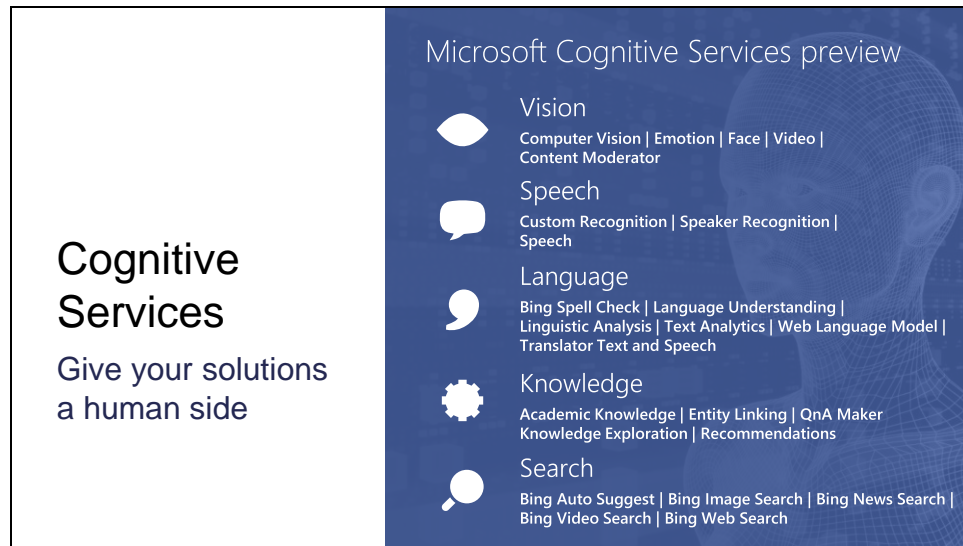 Cognitive
Services
Give your solutions
a human side
Microsoft Cognitive Services preview
Vision
Computer Vision | Emotion | Face | Video |
Content Moderator
Speech
Custom Recognition | Speaker Recognition |
Speech
Language
Bing Spell Check | Language Understanding |
Linguistic Analysis | Text Analytics | Web Language Model |
Translator Text and Speech
Knowledge
Academic Knowledge | Entity Linking | QnA Maker
Knowledge Exploration | Recommendations
Search
Bing Auto Suggest | Bing Image Search | Bing News Search |
Bing Video Search | Bing Web Search